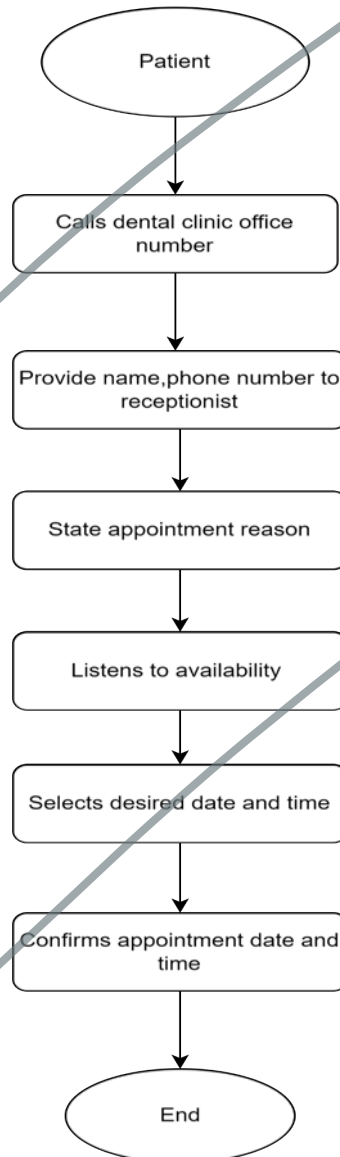 Patient
Calls dental clinic office
number
Provide name,phone number to
receptionist
State appointment reason
Listens to availability
Selects desired date and time
Confirms appointment date and
time
End